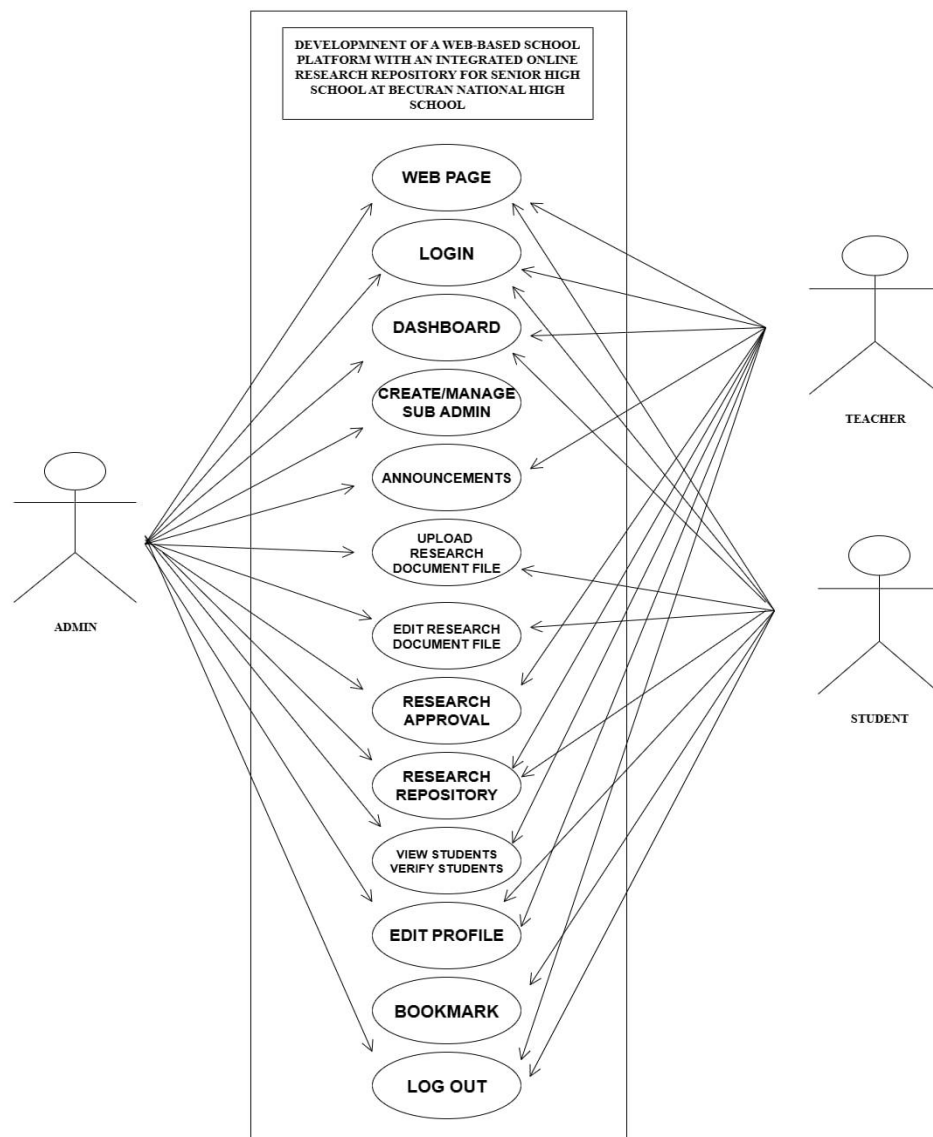 DEVELOPMNENT OF A WEB-BASED SCHOOL
PLATFORM WITH AN INTEGRATED ONLINE
RESEARCH REPOSITORY FOR SENIOR HIGH
SCHOOL AT BECURAN NATIONAL HIGH
SCHOOL
WEB PAGE
LOGIN
DASHBOARD
CREATE/MANAGE
SUB ADMIN
TEACHER
ANNOUNCEMENTS
UPLOAD
RESEARCH
DOCUMENT FILE
ADMIN
EDIT RESEARCH
DOCUMENT FILE
RESEARCH
APPROVAL
STUDENT
RESEARCH
REPOSITORY
VIEW STUDENTS
VERIFY STUDENTS
EDIT PROFILE
BOOKMARK
LOG OUT